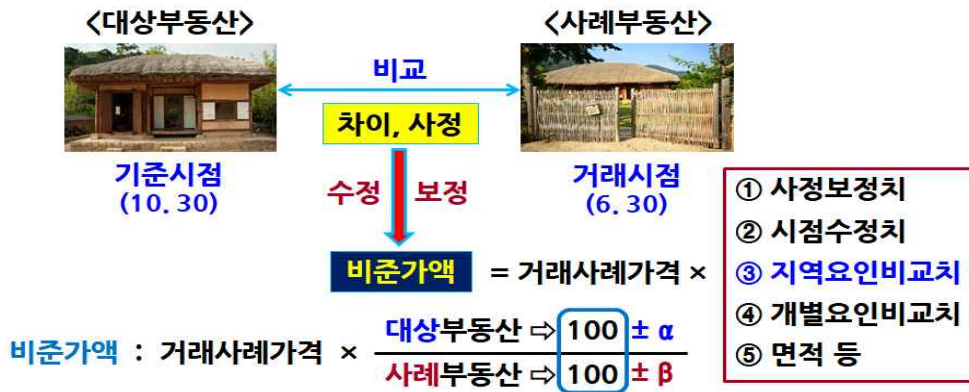 <대상부동산>
<사례부동산>
비교
차이, 사정
기준시점
(10. 30)
거래시점
(6. 30)
수정 보정
비준가액 = 거래사례가격 ×
① 사정보정치
② 시점수정치
③ 지역요인비교치
④ 개별요인비교치
⑤ 면적 등
비준가액 : 거래사례가격 ×
대상부동산 ⇨ 100 ± α
사례부동산 ⇨ 100 ± β